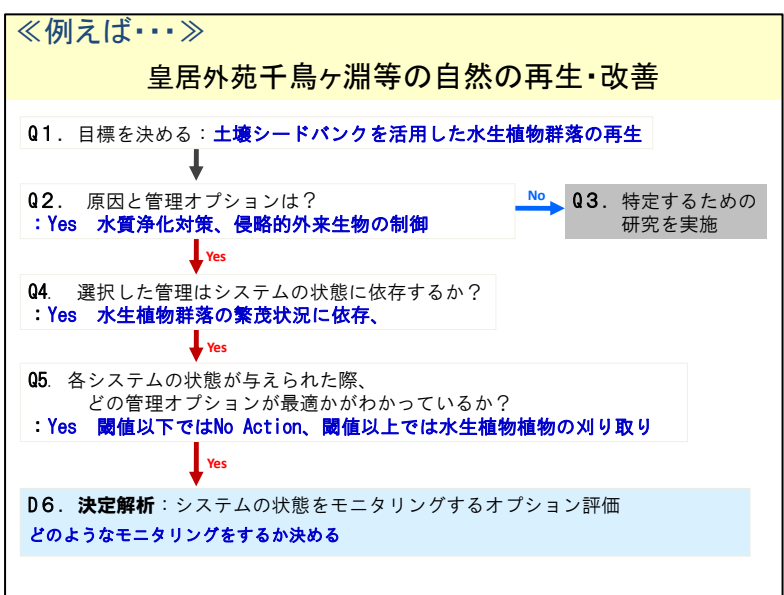 ≪例えば･･･≫
皇居外苑千鳥ヶ淵等の自然の再生･改善
Q1. 目標を決める：土壌シードバンクを活用した水生植物群落の再生
Q2. 原因と管理オプションは？
：Yes 水質浄化対策、侵略的外来生物の制御
No
Q3. 特定するための
研究を実施
Yes
Q4. 選択した管理はシステムの状態に依存するか？
：Yes 水生植物群落の繁茂状況に依存、
Yes
Q5. 各システムの状態が与えられた際、
どの管理オプションが最適かがわかっているか？
：Yes 閾値以下ではNo Action、閾値以上では水生植物植物の刈り取り
Yes
D6. 決定解析：システムの状態をモニタリングするオプション評価
どのようなモニタリングをするか決める